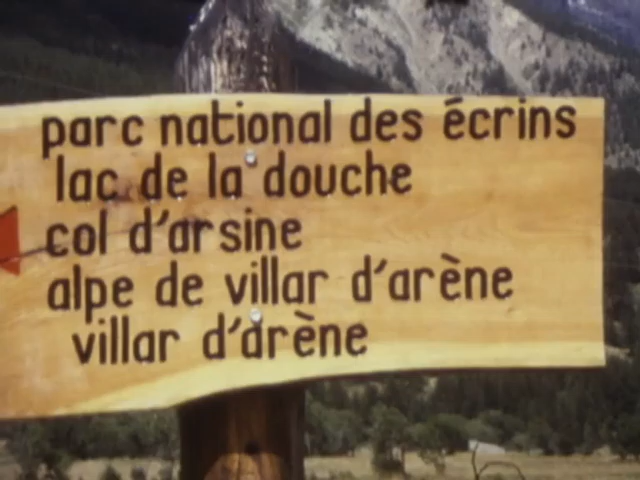 parc national des écrins
lac de la douche
col d'arsine
alpe de villar d'arène
villar d'arène